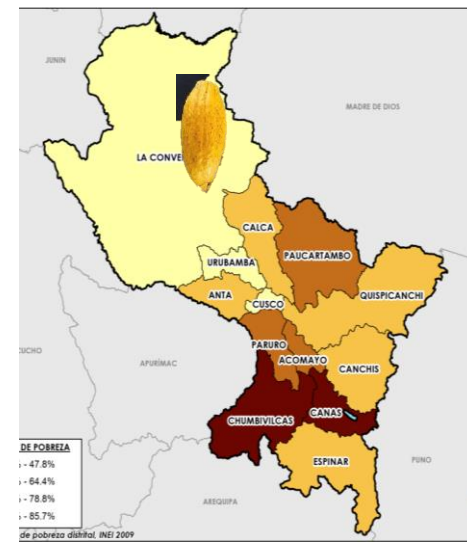 JUNIN
MADRE DE DIOS
LA CONVE
CALCA
PAUCARTAMBO
URUBAMBA
QUISPICANCHI
ANTA
CUSCO
PARURO
ACOMAYO
CANCHIS
CUCHO
APURÍMAC
CHUMBIVILCAS
CANAS
ESPINAR
PUNO
AREQUIPA
DE POBREZA
- 47.8%
- 64.4%
- 78.8%
- 85.7%
de pobreza distrital, INEI 2009